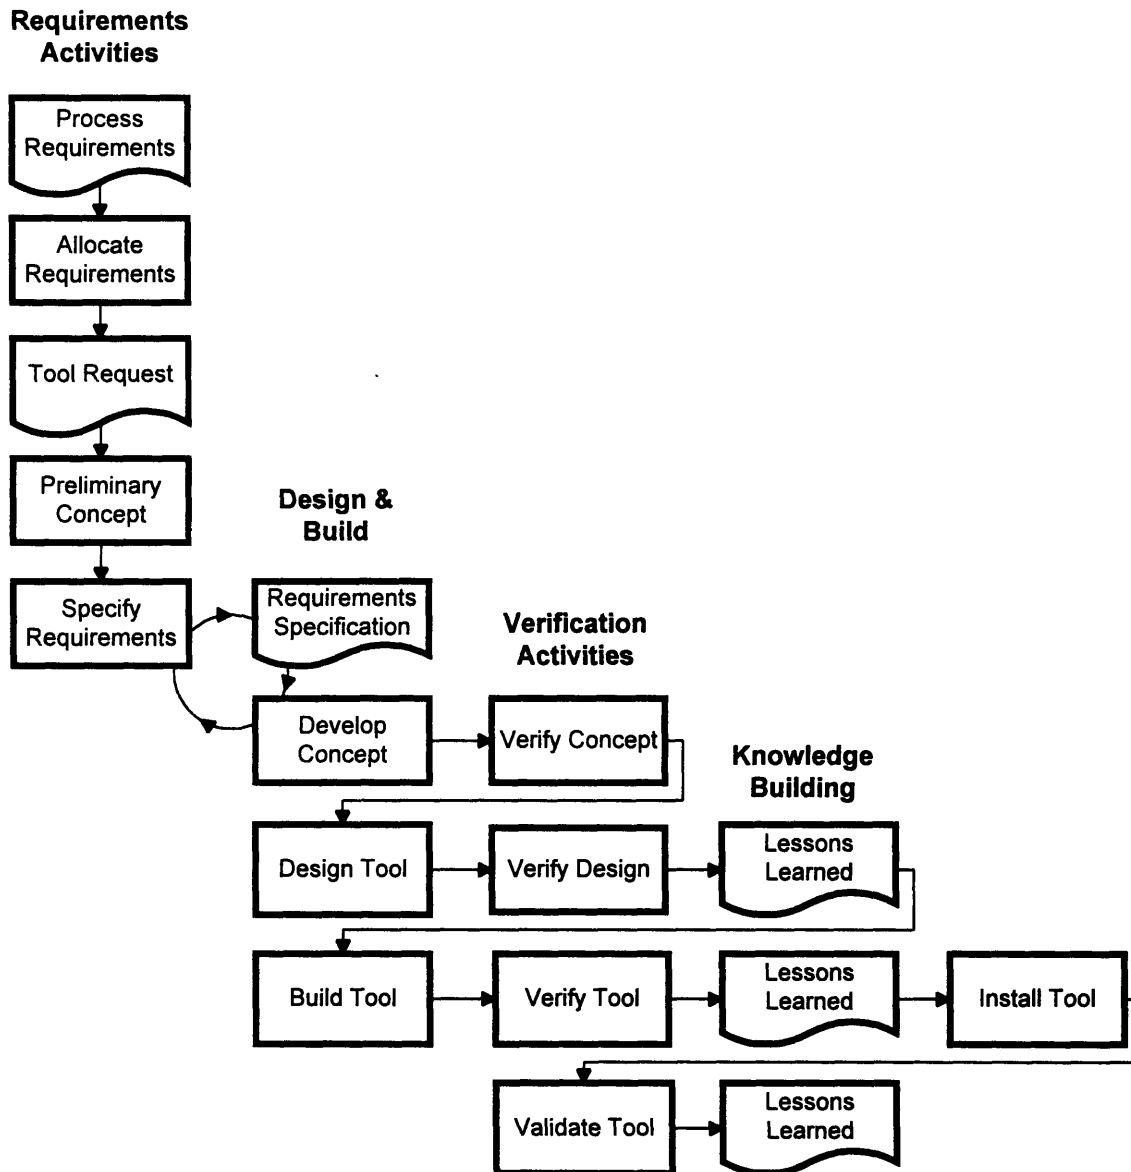 Requirements
Activities
Process
Requirements
Allocate
Requirements
Tool Request
Preliminary
Concept
Design &
Build
Specify
Requirements
Requirements
Specification
Verification
Activities
Develop
Concept
Verify Concept
Knowledge
Building
Design Tool
Verify Design
Lessons
Learned
Build Tool
Verify Tool
Lessons
Learned
Install Tool
Validate Tool
Lessons
Learned